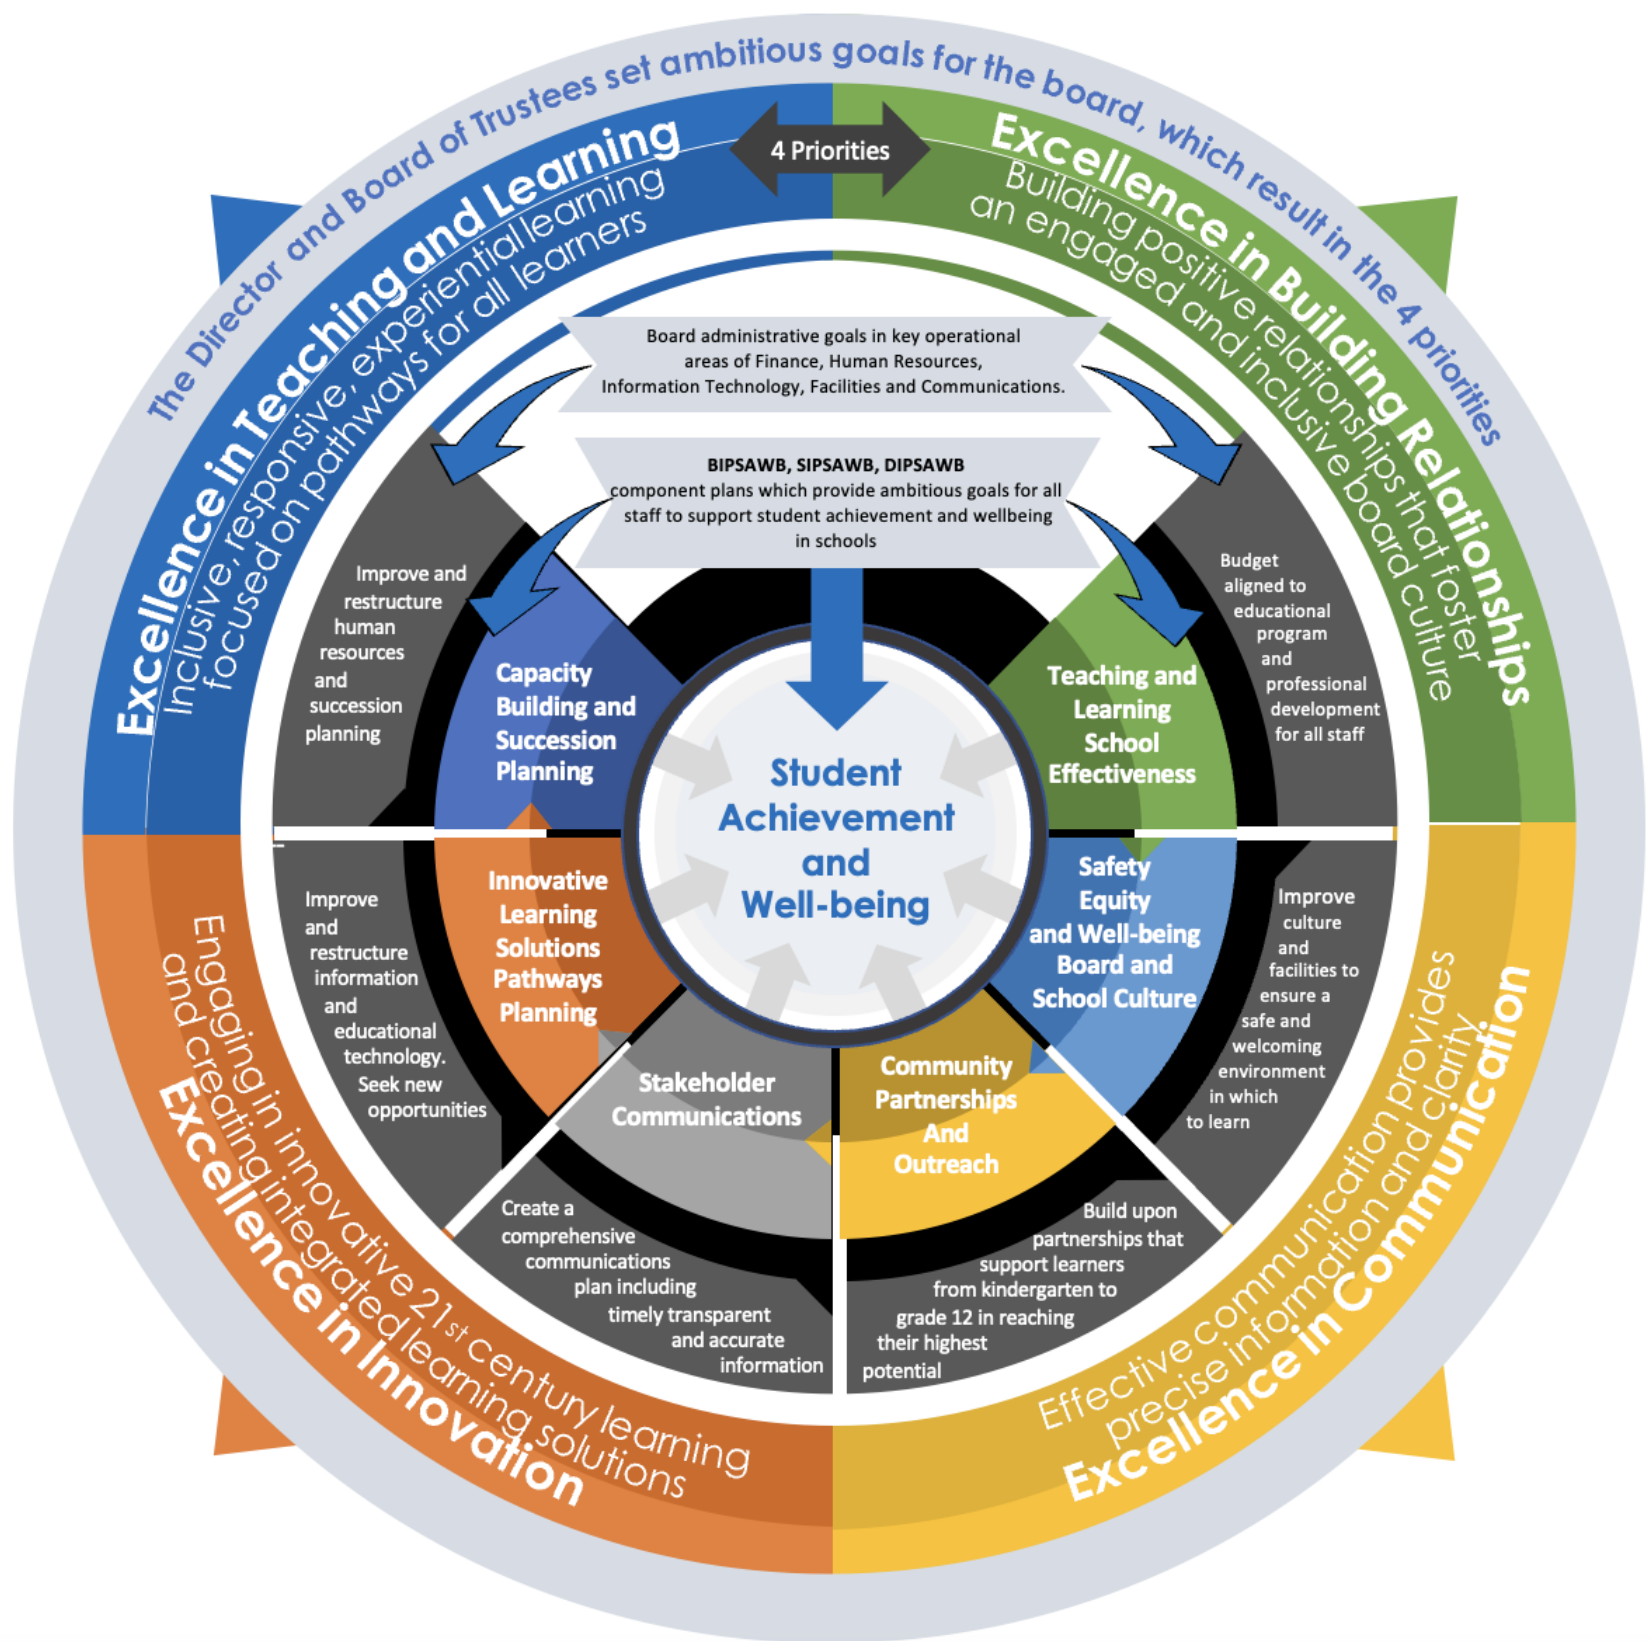 The Director and Board of Trustees set ambitious goals for the board, which result in the 4 priorities
4 Priorities
Excellence in Teaching and Learning
Inclusive, responsive, experiential learning
focused on pathways for all learners
Excellence in Building Relationships
Building positive relationships that foster
an engaged and inclusive board culture
Board administrative goals in key operational
areas of Finance, Human Resources,
Information Technology, Facilities and Communications.
BIPSAWB, SIPSAWB, DIPSAWB
component plans which provide ambitious goals for all
staff to support student achievement and wellbeing
in schools
Improve and
restructure
human
resources
and
succession
planning
Capacity
Building and
Succession
Planning
Teaching and
Learning
School
Effectiveness
Budget
aligned to
educational
program
and
professional
development
for all staff
Student
Achievement
and
Well-being
Improve
and
restructure
information
and
educational
technology.
Seek new
opportunities
Innovative
Learning
Solutions
Pathways
Planning
Safety
Equity
and Well-being
Board and
School Culture
Improve
culture
and
facilities to
ensure a
safe and
welcoming
environment
in which
to learn
Stakeholder
Communications
Community
Partnerships
And
Outreach
Create a
comprehensive
communications
plan including
timely transparent
and accurate
information
Build upon
partnerships that
support learners
from kindergarten to
grade 12 in reaching
their highest
potential
Engaging in innovative 21st century learning
and creating integrated learning solutions
Excellence in Innovation
Effective communication provides
precise information and clarity
Excellence in Communication